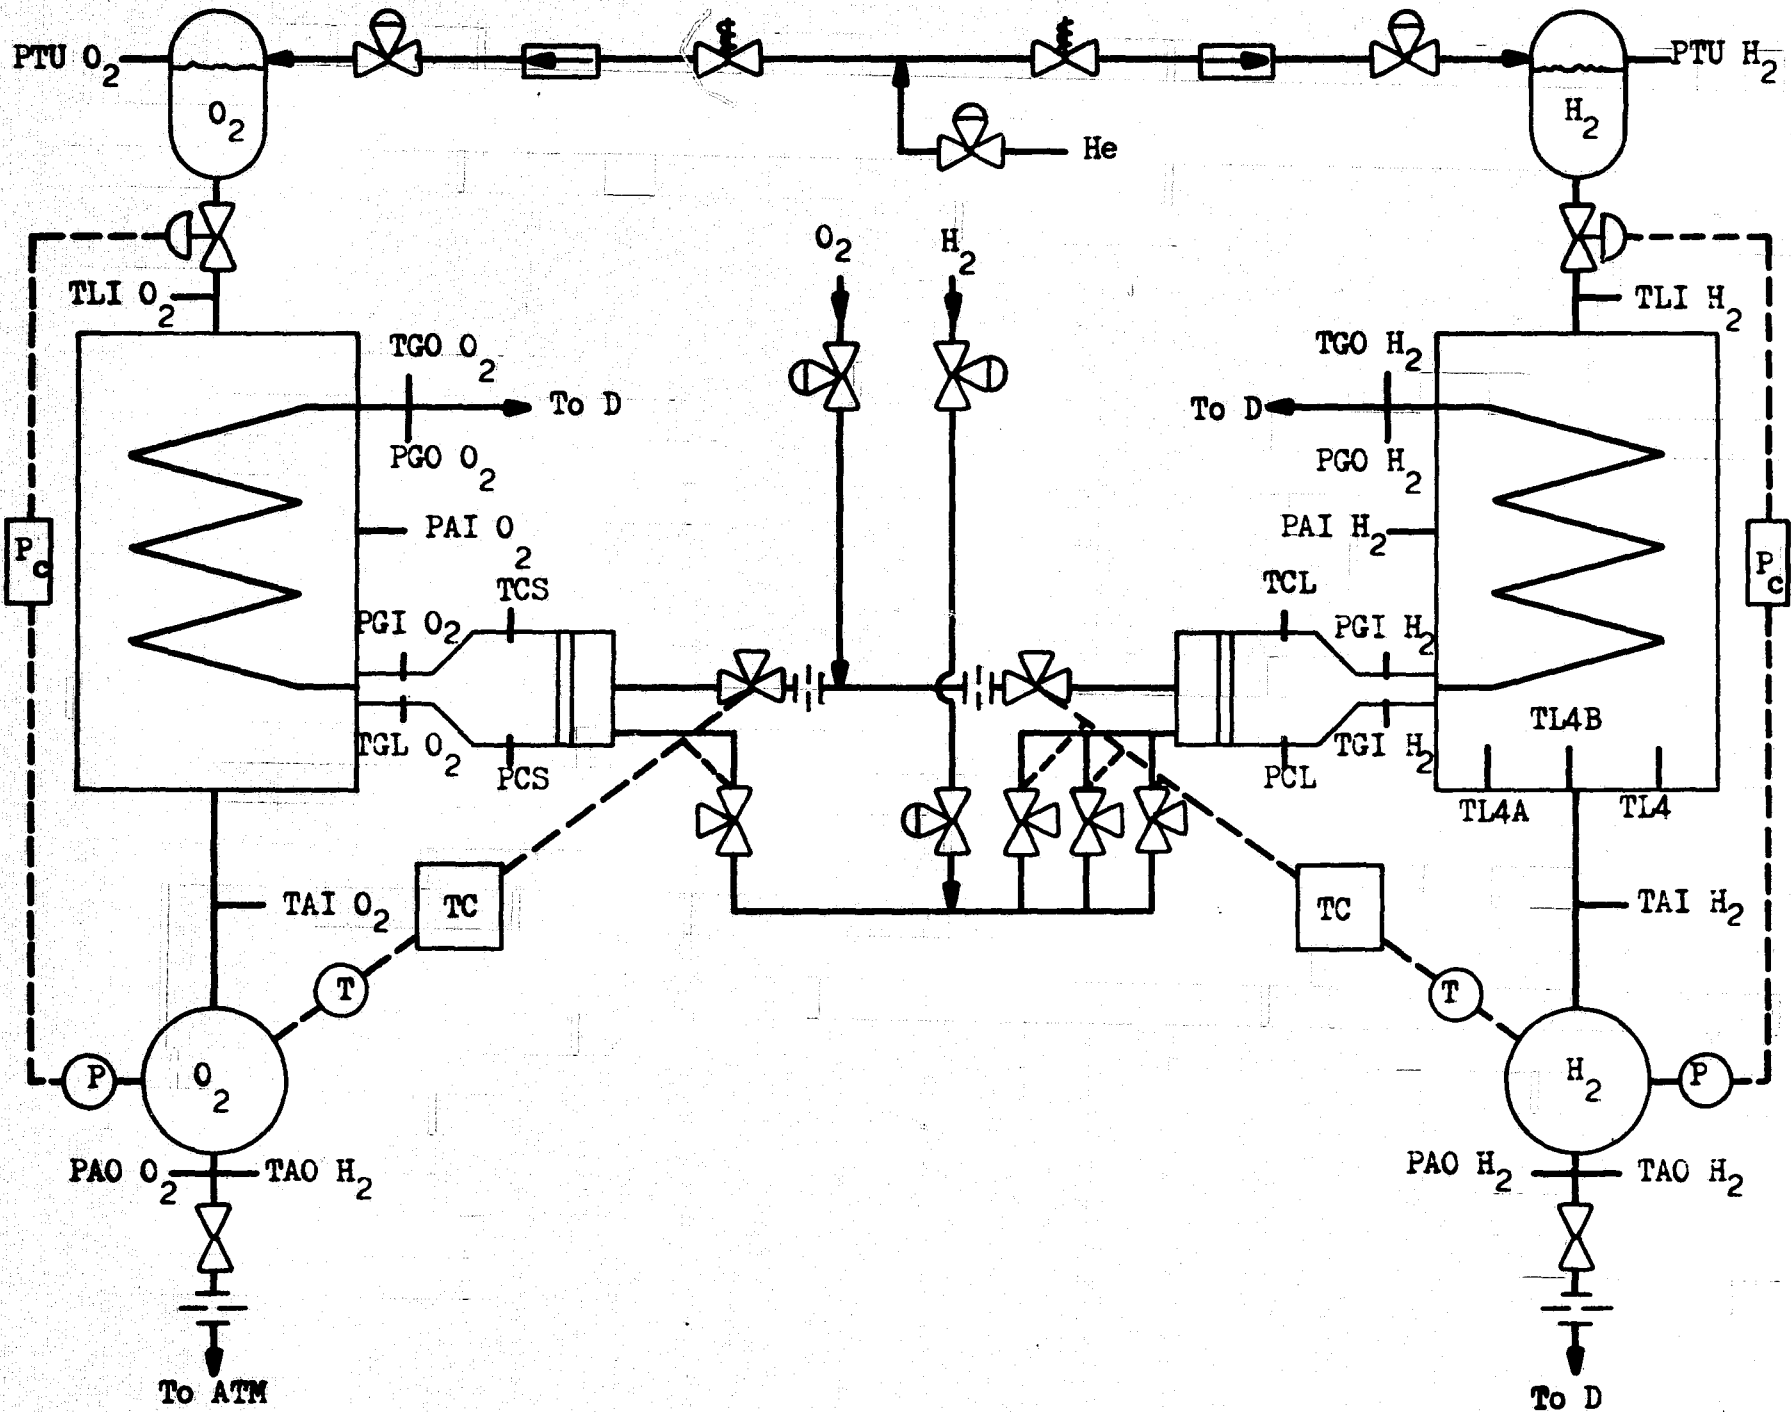 PTU O2
O2
H2
PTU H2
He
O2
H2
TLI O2
TLI H2
TGO O2
TGO H2
To D
To D
PGO O2
PGO H2
PAI O2
PAI H2
Pc
Pc
TCS
TCL
PGI O2
PGI H2
TL4B
TGL O2
TGI H2
PCS
PCL
TL4A
TL4
TAI O2
TC
TC
TAI H2
T
T
P
O2
H2
P
PAO O2
TAO H2
PAO H2
TAO H2
To ATM
To D